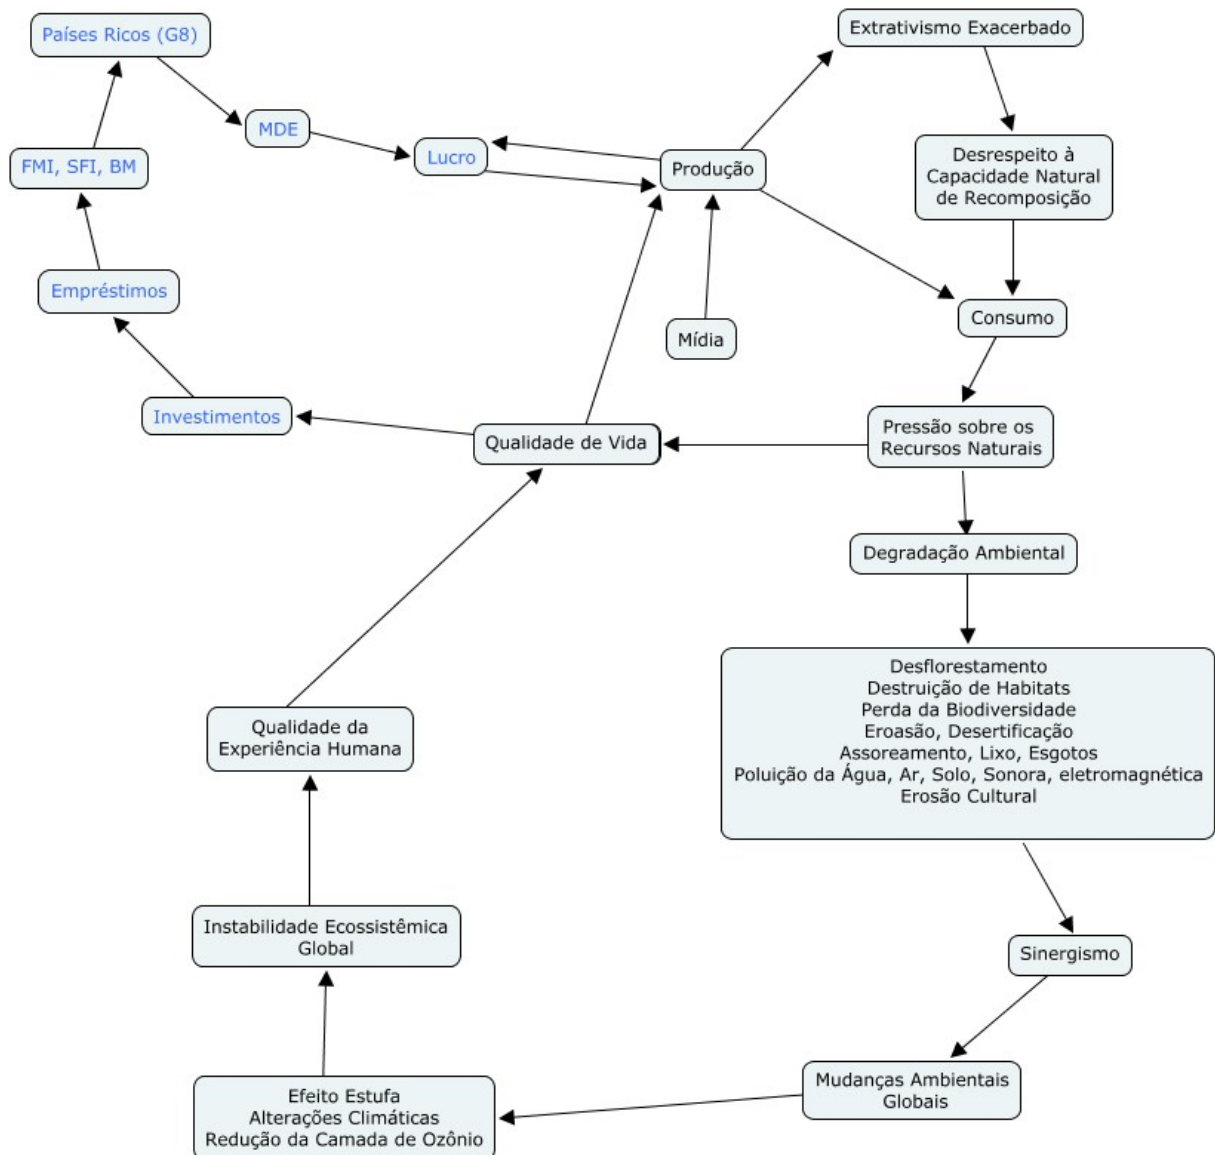 Países Ricos (G8)
Extrativismo Exacerbado
MDE
Lucro
Produção
FMI, SFI, BM
Desrespeito à
Capacidade Natural
de Recomposição
Empréstimos
Consumo
Mídia
Investimentos
Qualidade de Vida
Pressão sobre os
Recursos Naturais
Degradação Ambiental
Desflorestamento
Destruição de Habitats
Perda da Biodiversidade
Eroasão, Desertificação
Assoreamento, Lixo, Esgotos
Poluição da Água, Ar, Solo, Sonora, eletromagnética
Erosão Cultural
Qualidade da
Experiência Humana
Instabilidade Ecossistêmica
Global
Sinergismo
Mudanças Ambientais
Globais
Efeito Estufa
Alterações Climáticas
Redução da Camada de Ozônio